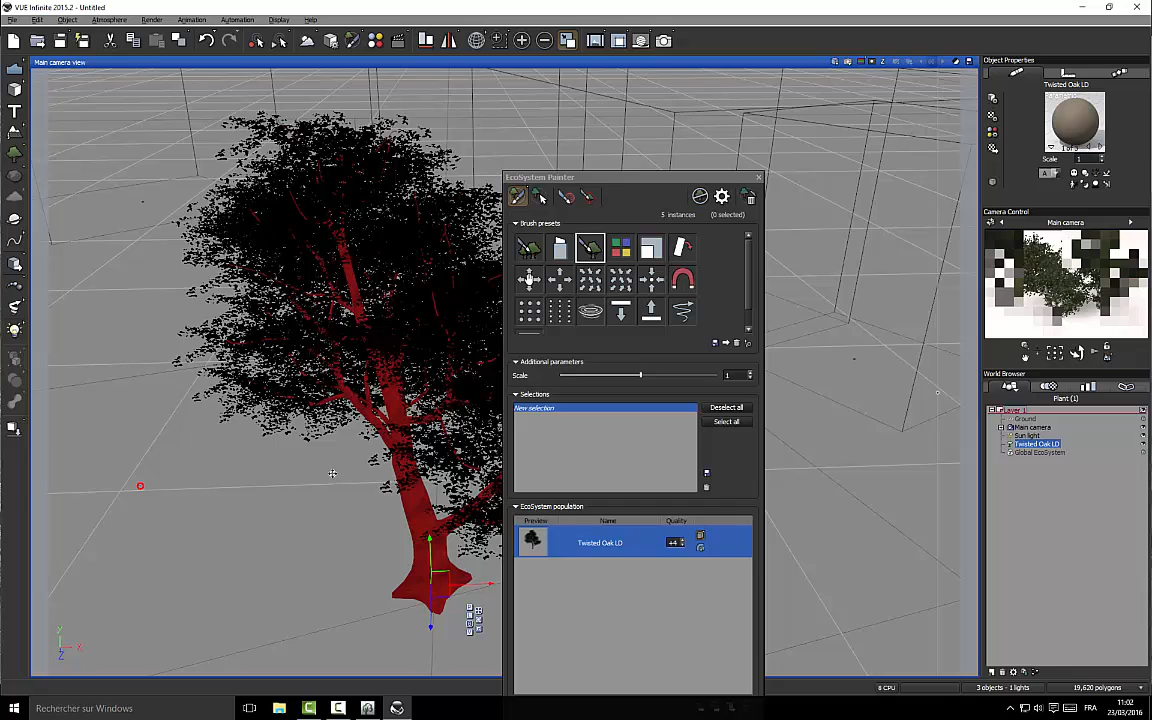 VUE Infinite 2015.2 - Untitled
File Edit Object Atmosphere Render Animation Automation Display Help
Main camera view
Object Properties
Twisted Oak LD
Scale 1
Camera Control
Main camera
World Browser
Plant (1)
Layer 1
Ground
Main camera
Sun light
Twisted Oak LD
Global EcoSystem
EcoSystem Painter
5 instances (0 selected)
Brush presets
Additional parameters
Scale 1
Selections
New selection
Deselect all
Select all
EcoSystem population
Preview Name Quality
Twisted Oak LD +4
Y
X
Z
8 CPU 3 objects - 1 lights 19,620 polygons
Rechercher sur Windows
FRA
11:02
23/03/2016